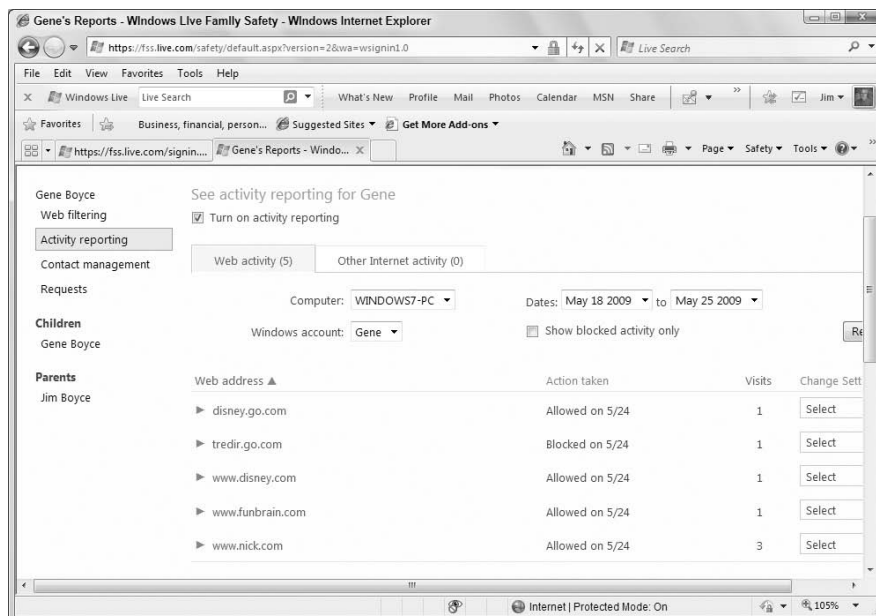 Gene's Reports - Windows Live Family Safety - Windows Internet Explorer
https://fss.live.com/safety/default.aspx?version=2&wa=wsignin1.0
Live Search
File Edit View Favorites Tools Help
X Windows Live Live Search What's New Profile Mail Photos Calendar MSN Share » Jim
Favorites Business, financial, person... Suggested Sites Get More Add-ons
https://fss.live.com/signin.... Gene's Reports - Windo... X Page Safety Tools »
Gene Boyce
Web filtering
Activity reporting
Contact management
Requests
Children
Gene Boyce
Parents
Jim Boyce
See activity reporting for Gene
Turn on activity reporting
Web activity (5) Other Internet activity (0)
Computer: WINDOWS7-PC Dates: May 18 2009 to May 25 2009
Windows account: Gene Show blocked activity only Re
Web address Action taken Visits Change Sett
disney.go.com Allowed on 5/24 1 Select
tredir.go.com Blocked on 5/24 1 Select
www.disney.com Allowed on 5/24 1 Select
www.funbrain.com Allowed on 5/24 1 Select
www.nick.com Allowed on 5/24 3 Select
Internet | Protected Mode: On 105%